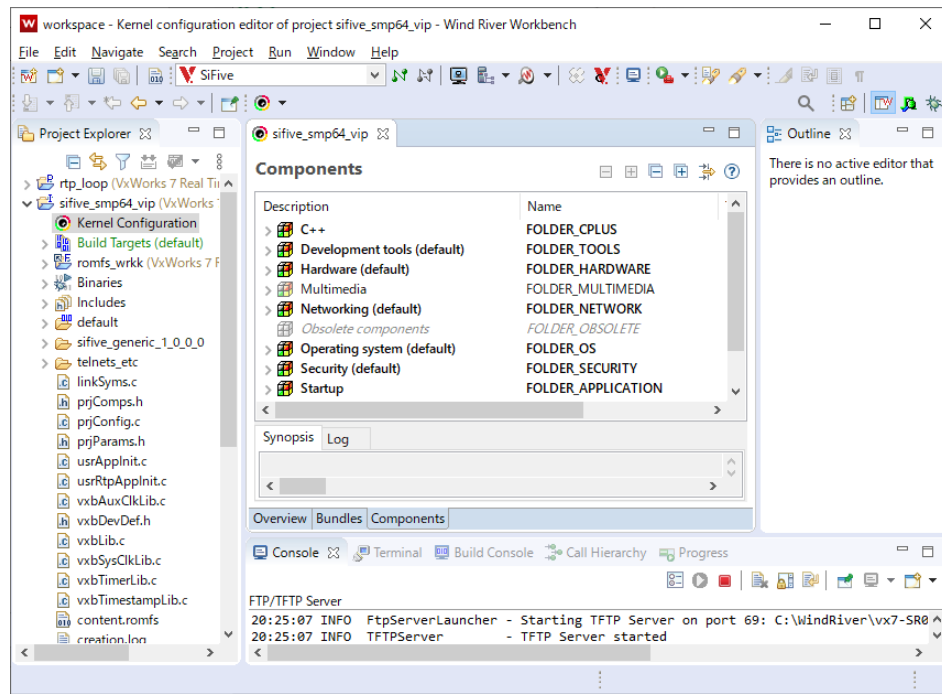 workspace - Kernel configuration editor of project sifive_smp64_vip - Wind River Workbench
File Edit Navigate Search Project Run Window Help
SiFive
Project Explorer
rtp_loop (VxWorks 7 Real Ti
sifive_smp64_vip (VxWorks
Kernel Configuration
Build Targets (default)
romfs_wrkk (VxWorks 7 F
Binaries
Includes
default
sifive_generic_1_0_0_0
telnets_etc
linkSyms.c
prjComps.h
prjConfig.c
prjParams.h
usrAppInit.c
usrRtpAppInit.c
vxbAuxClkLib.c
vxbDevDef.h
vxbLib.c
vxbSysClkLib.c
vxbTimerLib.c
vxbTimestampLib.c
content.romfs
creation.log
sifive_smp64_vip
Components
Description Name
C++ FOLDER_CPLUS
Development tools (default) FOLDER_TOOLS
Hardware (default) FOLDER_HARDWARE
Multimedia FOLDER_MULTIMEDIA
Networking (default) FOLDER_NETWORK
Obsolete components FOLDER_OBSOLETE
Operating system (default) FOLDER_OS
Security (default) FOLDER_SECURITY
Startup FOLDER_APPLICATION
Synopsis Log
Overview Bundles Components
Outline
There is no active editor that
provides an outline.
Console Terminal Build Console Call Hierarchy Progress
FTP/TFTP Server
20:25:07 INFO FtpServerLauncher - Starting TFTP Server on port 69: C:\WindRiver\vx7-SR0
20:25:07 INFO TFTPServer - TFTP Server started